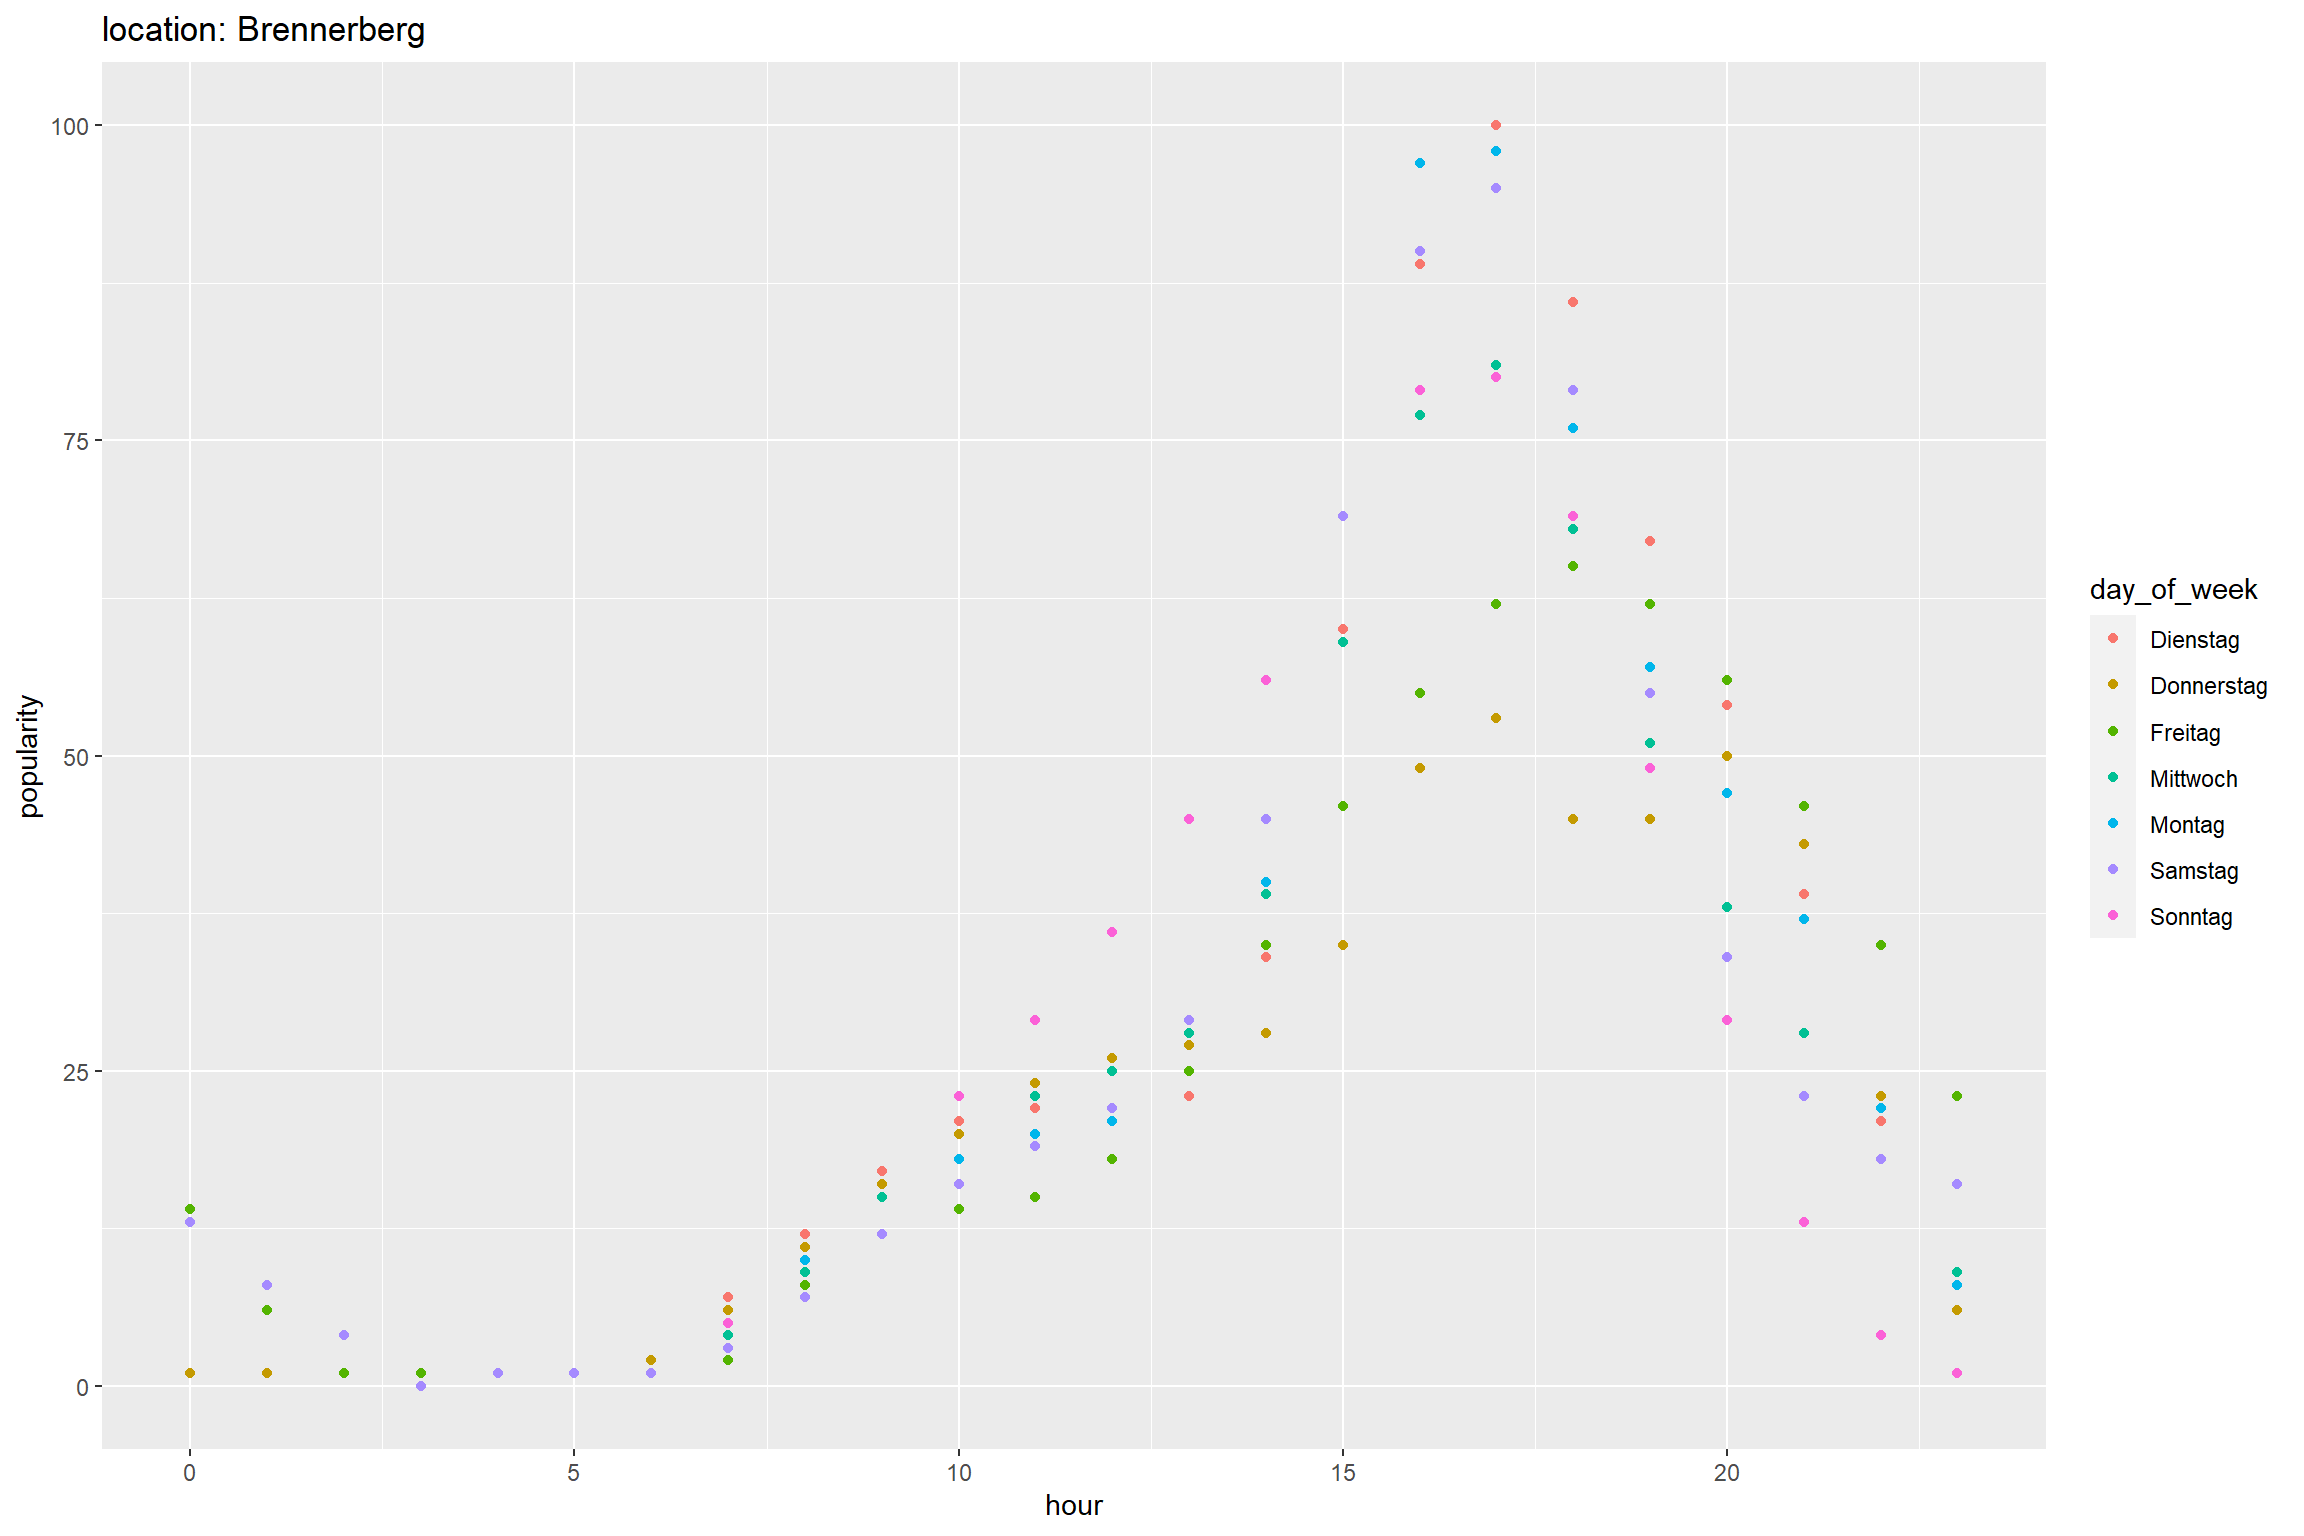 location: Brennerberg
100
75
50
25
0
popularity
0 5 10 15 20
hour
day_of_week
Dienstag
Donnerstag
Freitag
Mittwoch
Montag
Samstag
Sonntag